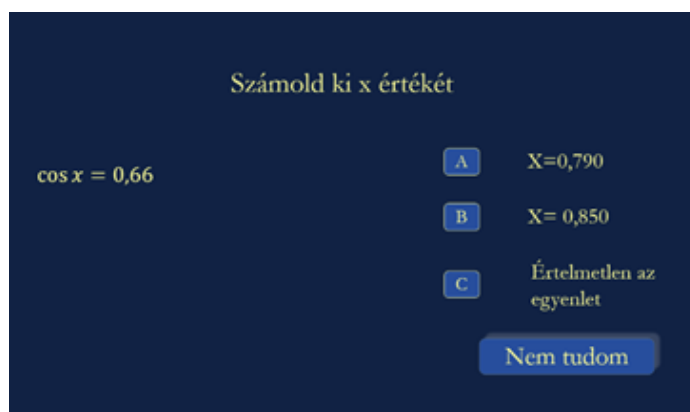 Számold ki x értékét
cos x = 0,66
A X=0,790
B X= 0,850
C Értelmetlen az
egyenlet
Nem tudom